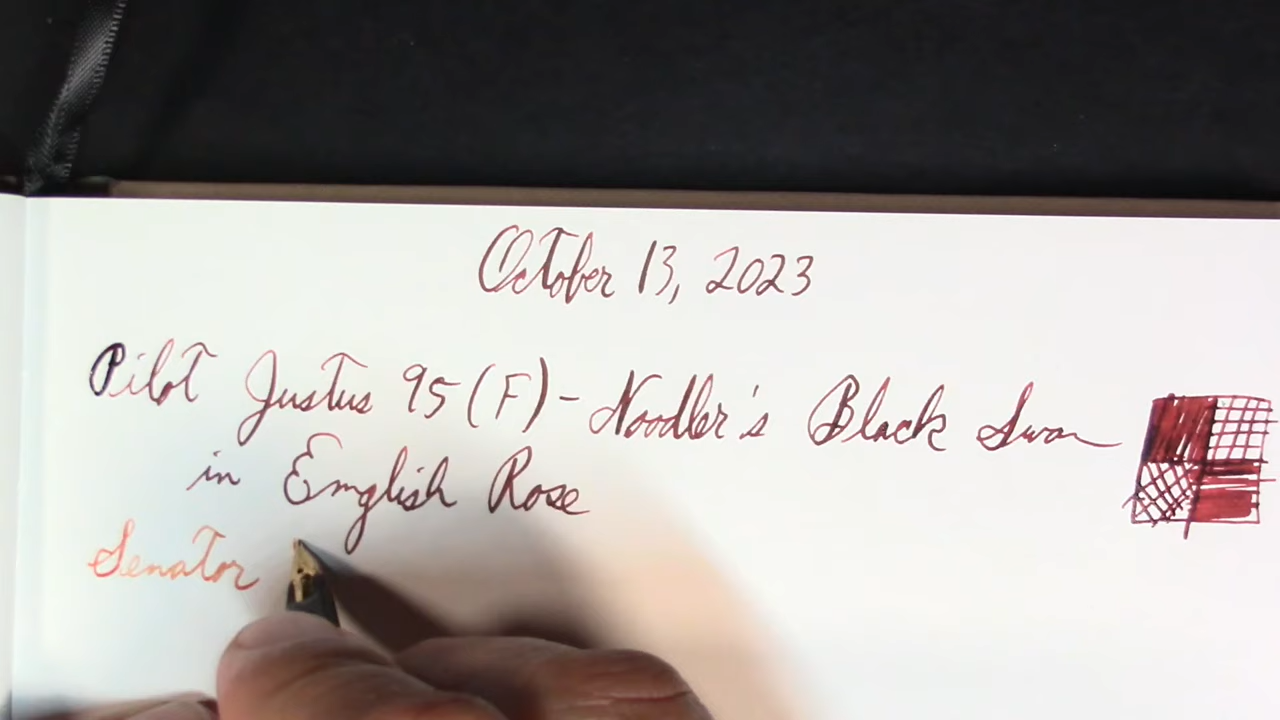 October 13, 2023
Pilot Justus 95 (F) - Noodler's Black Swan
in English Rose
Senator